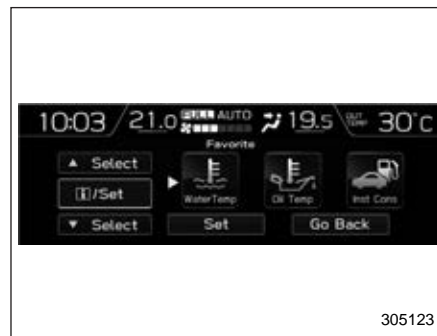 10:03 21.0 FULL AUTO 19.5 OUT TEMP 30°C
Favorite
▲ Select
i/Set
▼ Select
WaterTemp Oil Temp Inst Cons
Set Go Back
305123